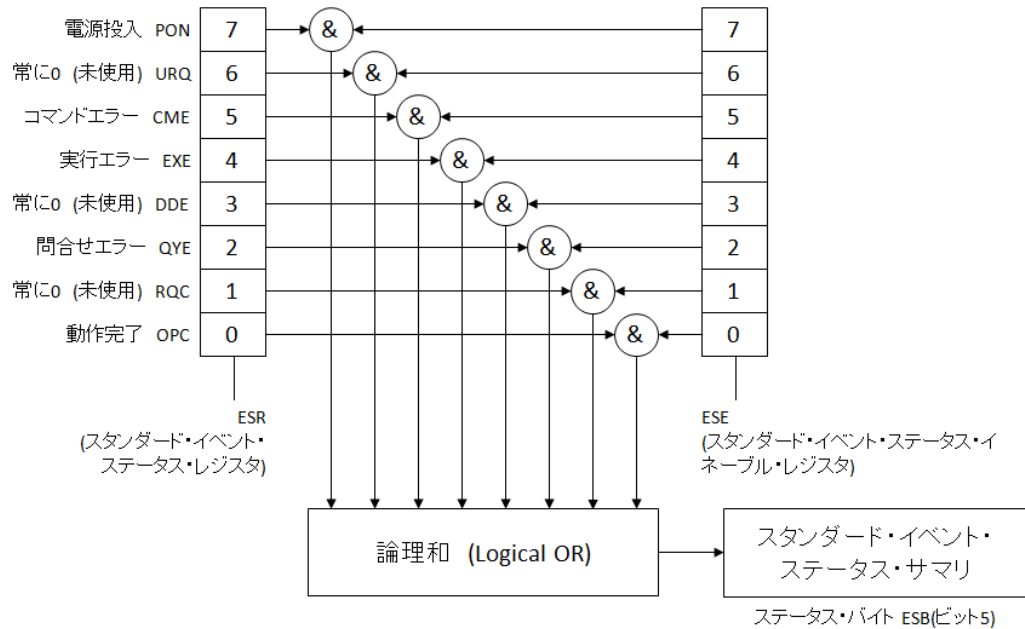 電源投入 PON 7 & 7
常に0 (未使用) URQ 6 & 6
コマンドエラー CME 5 & 5
実行エラー EXE 4 & 4
常に0 (未使用) DDE 3 & 3
問合せエラー QYE 2 & 2
常に0 (未使用) RQC 1 & 1
動作完了 OPC 0 & 0
ESR
(スタンダード・イベント・
ステータス・レジスタ)
ESE
(スタンダード・イベント・ステータス・イ
ネーブル・レジスタ)
論理和 (Logical OR)
スタンダード・イベント・
ステータス・サマリ
ステータス・バイト ESB(ビット5)